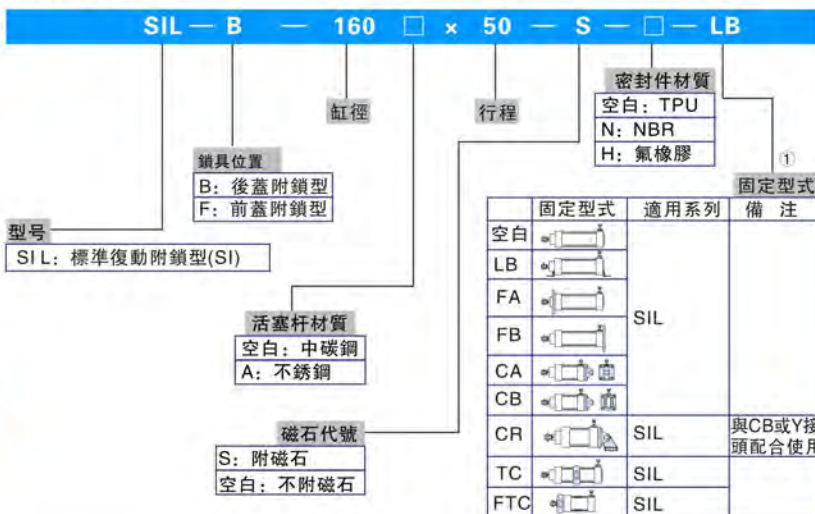 SIL — B — 160 □ × 50 — S — □ — LB
缸徑
行程
密封件材質
空白：TPU
N：NBR
H：氟橡膠
鎖具位置
B：後蓋附鎖型
F：前蓋附鎖型
型号
SIL：標準復動附鎖型(SI)
活塞杆材質
空白：中碳鋼
A：不銹鋼
磁石代號
S：附磁石
空白：不附磁石
①
固定型式
固定型式 適用系列 備 注
空白
LB
FA
FB
CA
CB
SIL
CR SIL 與CB或Y接
頭配合使用
TC SIL
FTC SIL